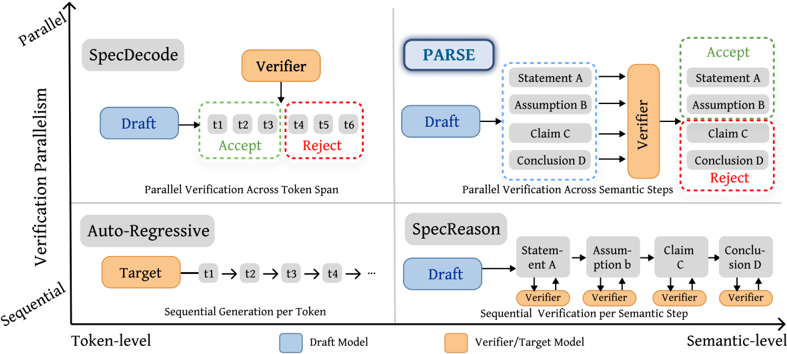 Parallel
Verification Parallelism
Sequential
SpecDecode
Verifier
Draft
t1 t2 t3 t4 t5 t6
Accept Reject
Parallel Verification Across Token Span
PARSE
Draft
Statement A
Assumption B
Claim C
Conclusion D
Verifier
Accept
Statement A
Assumption B
Claim C
Conclusion D
Reject
Parallel Verification Across Semantic Steps
Auto-Regressive
Target
t1 t2 t3 t4 ...
Sequential Generation per Token
SpecReason
Draft
Statem-
ent A
Assum-
ption b
Claim
C
Conclu-
sion D
Verifier Verifier Verifier Verifier
Sequential Verification per Semantic Step
Token-level
Draft Model
Verifier/Target Model
Semantic-level